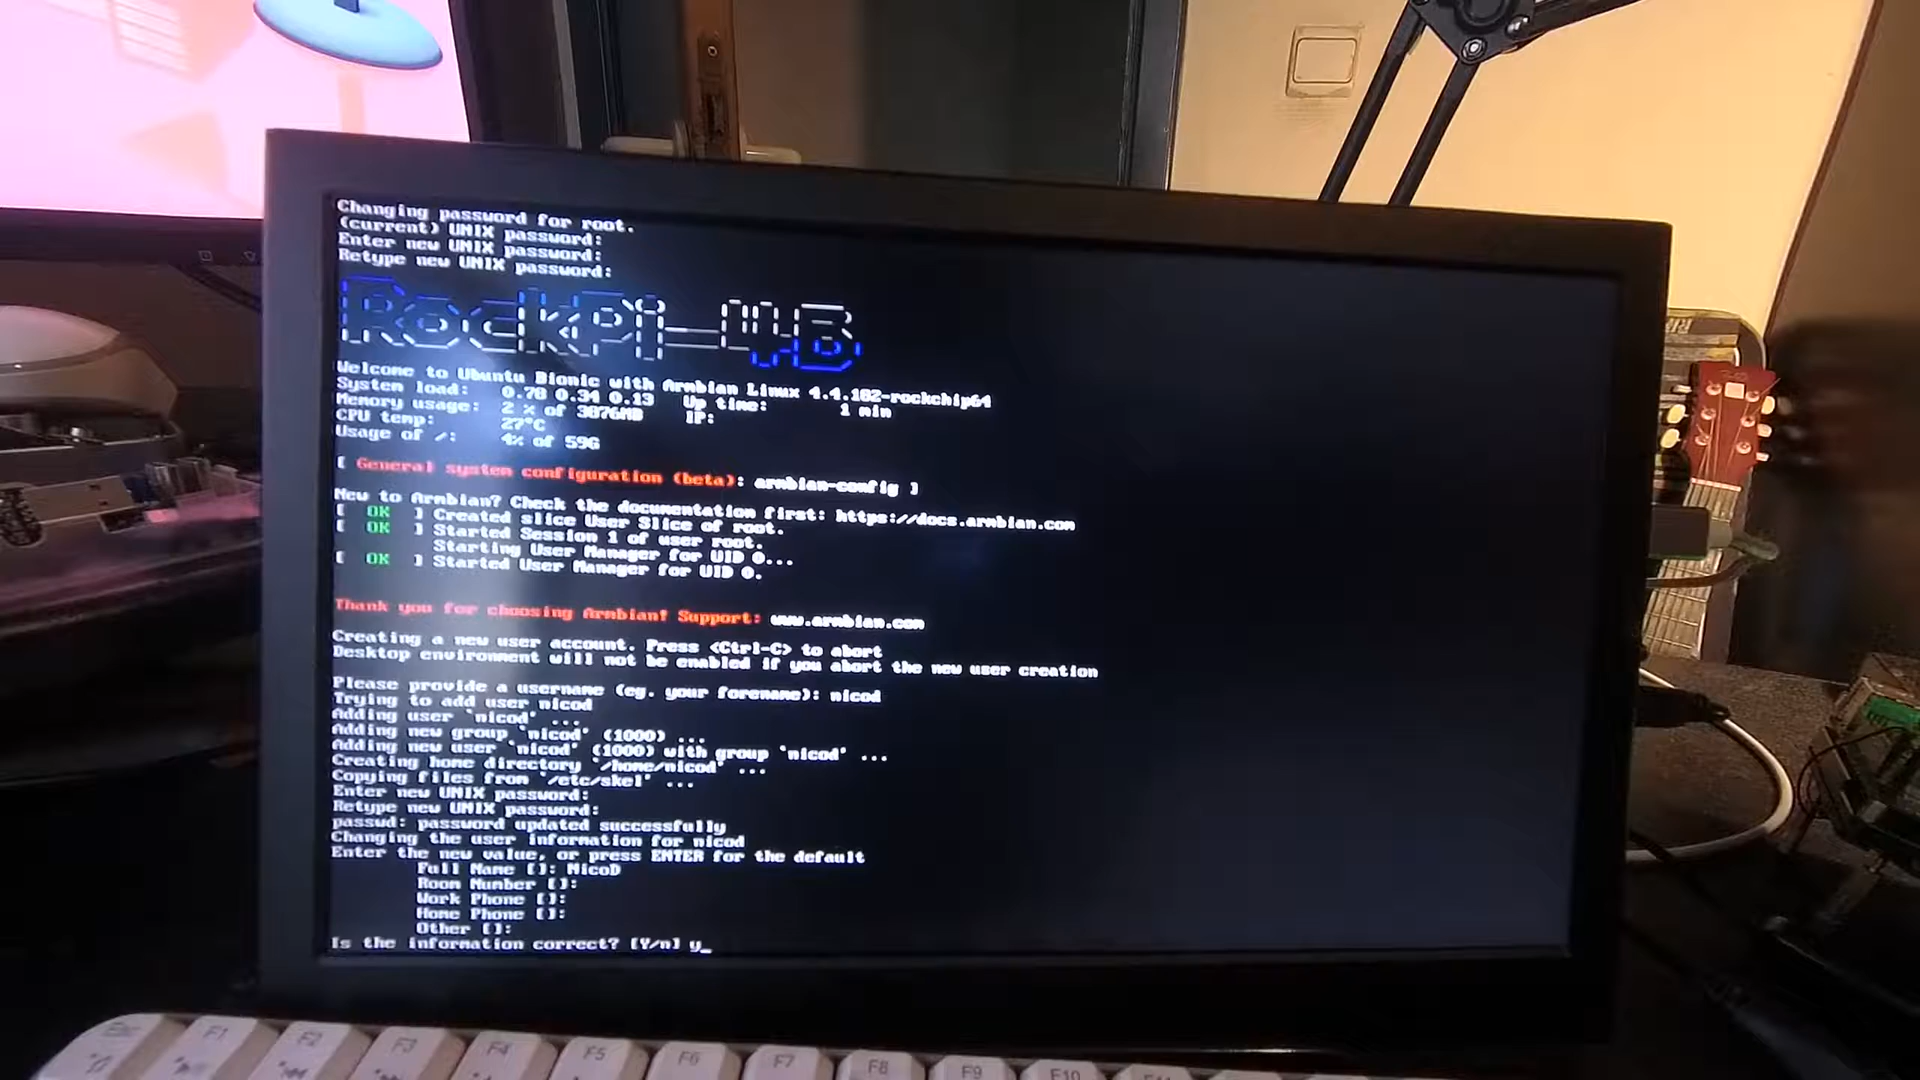 Changing password for root.
(current) UNIX password:
Enter new UNIX password:
Retype new UNIX password:
RockPi-4B
Welcome to Ubuntu Bionic with Armbian Linux 4.4.182-rockchip64
System load: 0.78 0.34 0.13 Up time: 1 min
Memory usage: 2 % of 3876MB IP:
CPU temp: 27°C
Usage of /: 4% of 59G
[ General system configuration (beta): armbian-config ]
New to Armbian? Check the documentation first: https://docs.armbian.com
[ OK ] Created slice User Slice of root.
[ OK ] Started Session 1 of user root.
Starting User Manager for UID 0...
[ OK ] Started User Manager for UID 0.
Thank you for choosing Armbian! Support: www.armbian.com
Creating a new user account. Press <Ctrl-C> to abort
Desktop environment will not be enabled if you abort the new user creation
Please provide a username (eg. your forename): nicod
Trying to add user nicod
Adding user `nicod' ...
Adding new group `nicod' (1000) ...
Adding new user `nicod' (1000) with group `nicod' ...
Creating home directory `/home/nicod' ...
Copying files from `/etc/skel' ...
Enter new UNIX password:
Retype new UNIX password:
passwd: password updated successfully
Changing the user information for nicod
Enter the new value, or press ENTER for the default
Full Name []: NicoD
Room Number []:
Work Phone []:
Home Phone []:
Other []:
Is the information correct? [Y/n] y_
Esc F1 F2 F3 F4 F5 F6 F7 F8 F9 F10